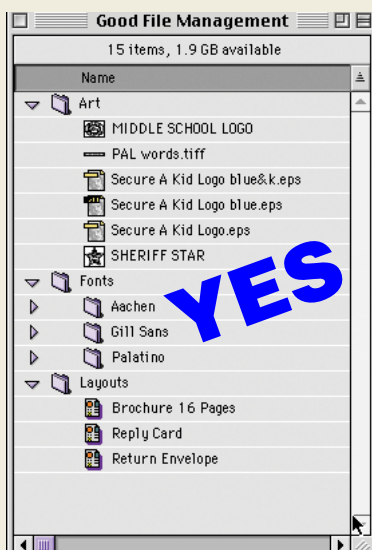 Good File Management
15 items, 1.9 GB available
Name
Art
MIDDLE SCHOOL LOGO
PAL words.tiff
Secure A Kid Logo blue&k.eps
Secure A Kid Logo blue.eps
Secure A Kid Logo.eps
SHERIFF STAR
Fonts
Aachen
Gill Sans
Palatino
YES
Layouts
Brochure 16 Pages
Reply Card
Return Envelope